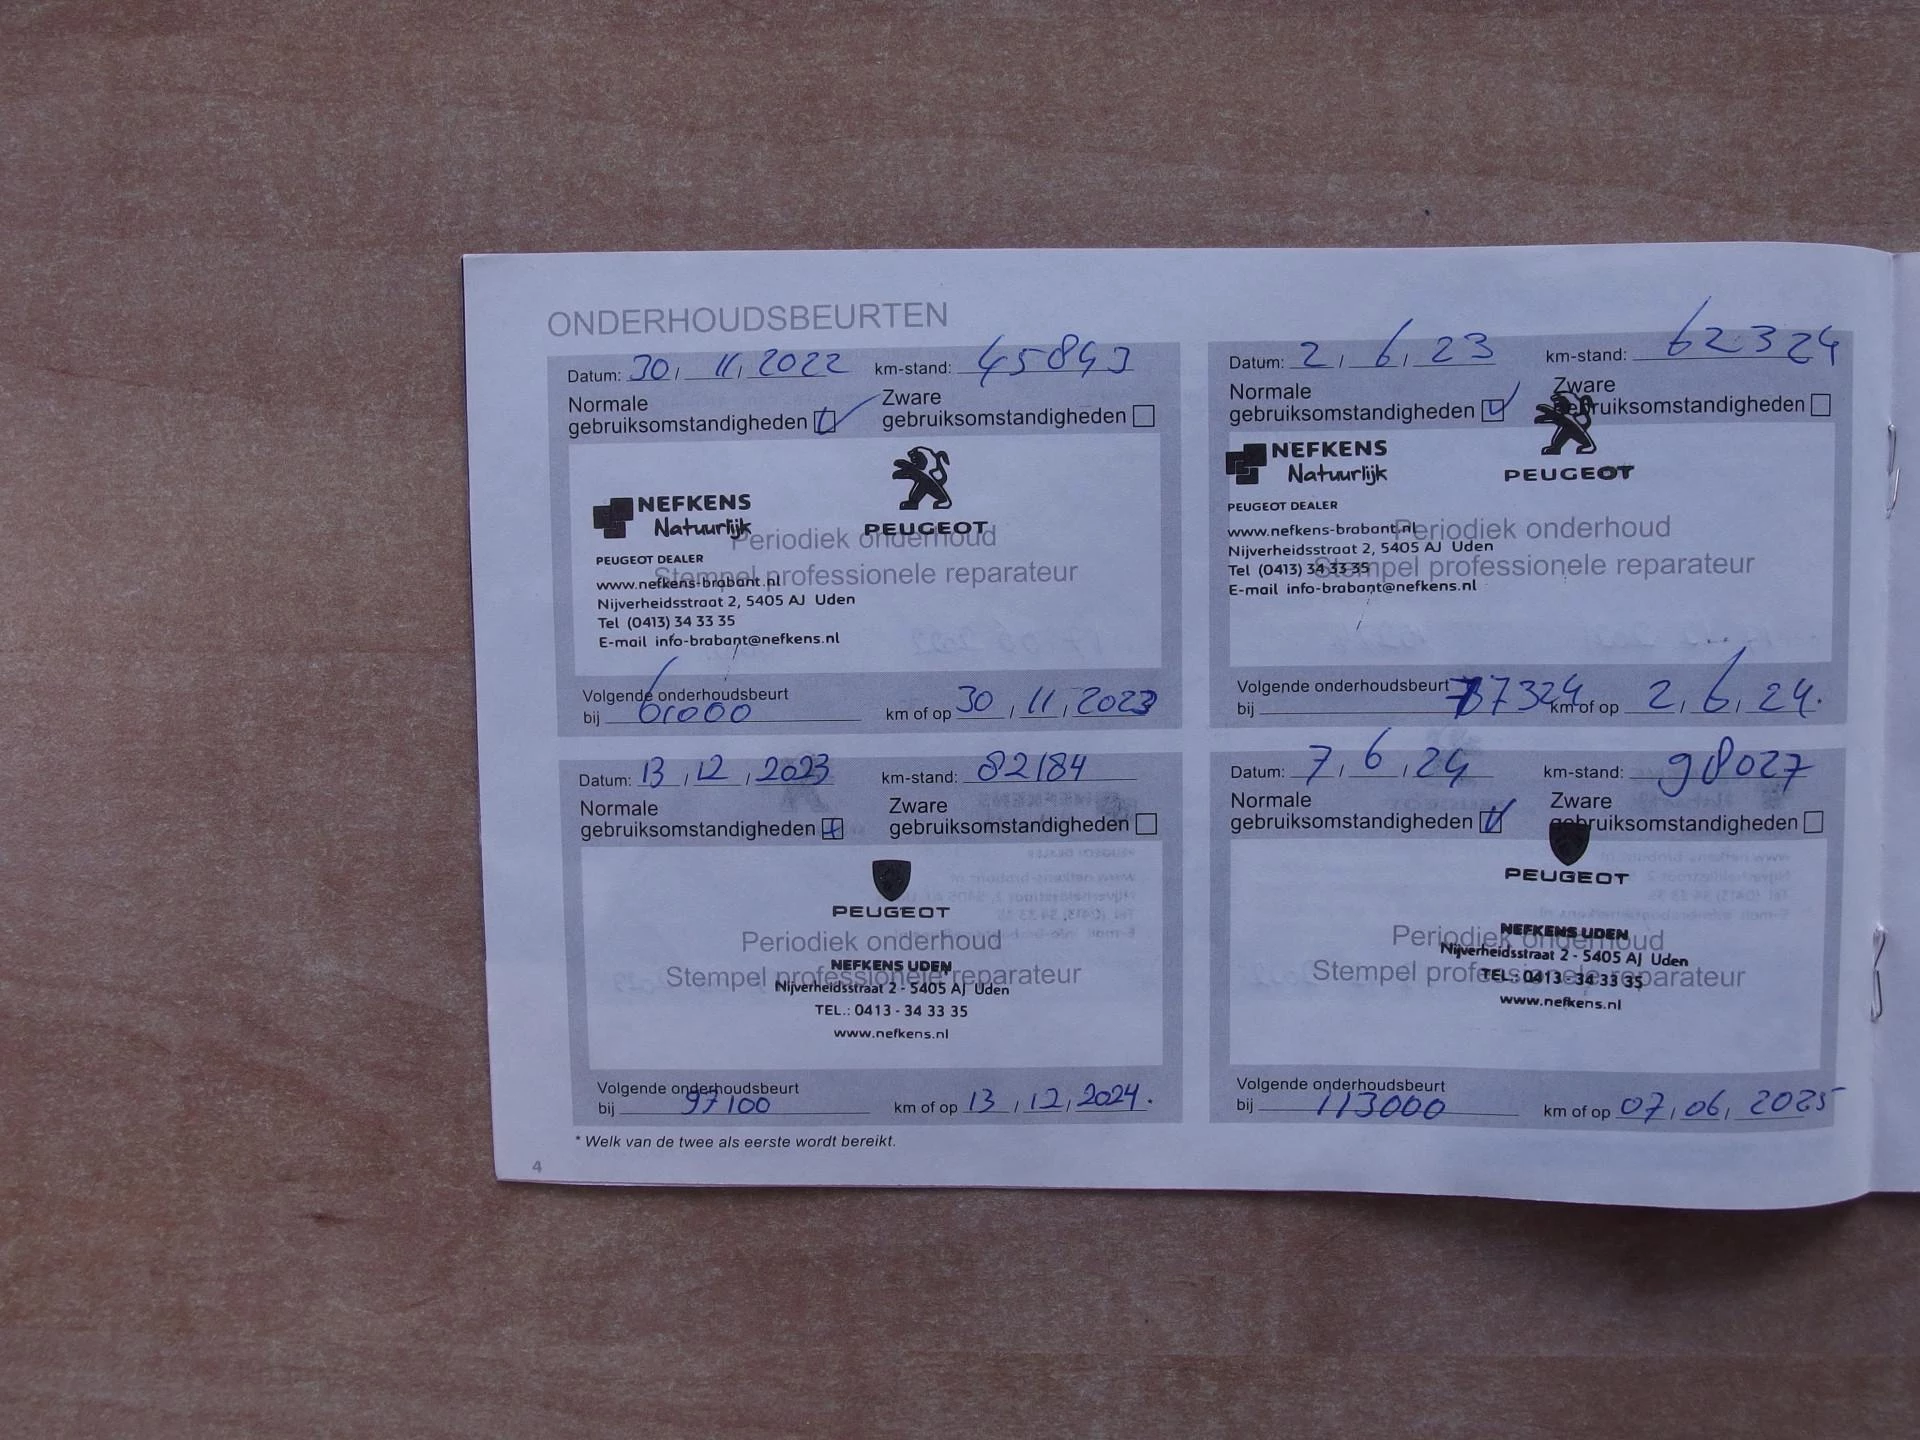 ONDERHOUDSBEURTEN
Datum: 30 / 11 / 2022 km-stand: 45843
Normale gebruiksomstandigheden
Zware gebruiksomstandigheden
NEFKENS
Natuurlijk
PEUGEOT
PEUGEOT DEALER
Periodiek onderhoud
Stempel professionele reparateur
www.nefkens-brabant.nl
Nijverheidsstraat 2, 5405 AJ Uden
Tel (0413) 34 33 35
E-mail info-brabant@nefkens.nl
Volgende onderhoudsbeurt
bij 61000 km of op 30 / 11 / 2023
Datum: 2 / 6 / 23 km-stand: 62324
Normale gebruiksomstandigheden
Zware gebruiksomstandigheden
NEFKENS
Natuurlijk
PEUGEOT
PEUGEOT DEALER
Periodiek onderhoud
Stempel professionele reparateur
www.nefkens-brabant.nl
Nijverheidsstraat 2, 5405 AJ Uden
Tel (0413) 34 33 35
E-mail info-brabant@nefkens.nl
Volgende onderhoudsbeurt
bij 77324 km of op 2 / 6 / 24.
Datum: 13 / 12 / 2023 km-stand: 82184
Normale gebruiksomstandigheden
Zware gebruiksomstandigheden
PEUGEOT
Periodiek onderhoud
Stempel professionele reparateur
NEFKENS UDEN
Nijverheidsstraat 2 - 5405 AJ Uden
TEL.: 0413 - 34 33 35
www.nefkens.nl
Volgende onderhoudsbeurt
bij 97100 km of op 13 / 12 / 2024.
Datum: 7 / 6 / 24 km-stand: 98027
Normale gebruiksomstandigheden
Zware gebruiksomstandigheden
PEUGEOT
Periodiek onderhoud
Stempel professionele reparateur
NEFKENS UDEN
Nijverheidsstraat 2 - 5405 AJ Uden
TEL.: 0413 - 34 33 35
www.nefkens.nl
Volgende onderhoudsbeurt
bij 113000 km of op 07 / 06 / 2025
* Welk van de twee als eerste wordt bereikt.
4